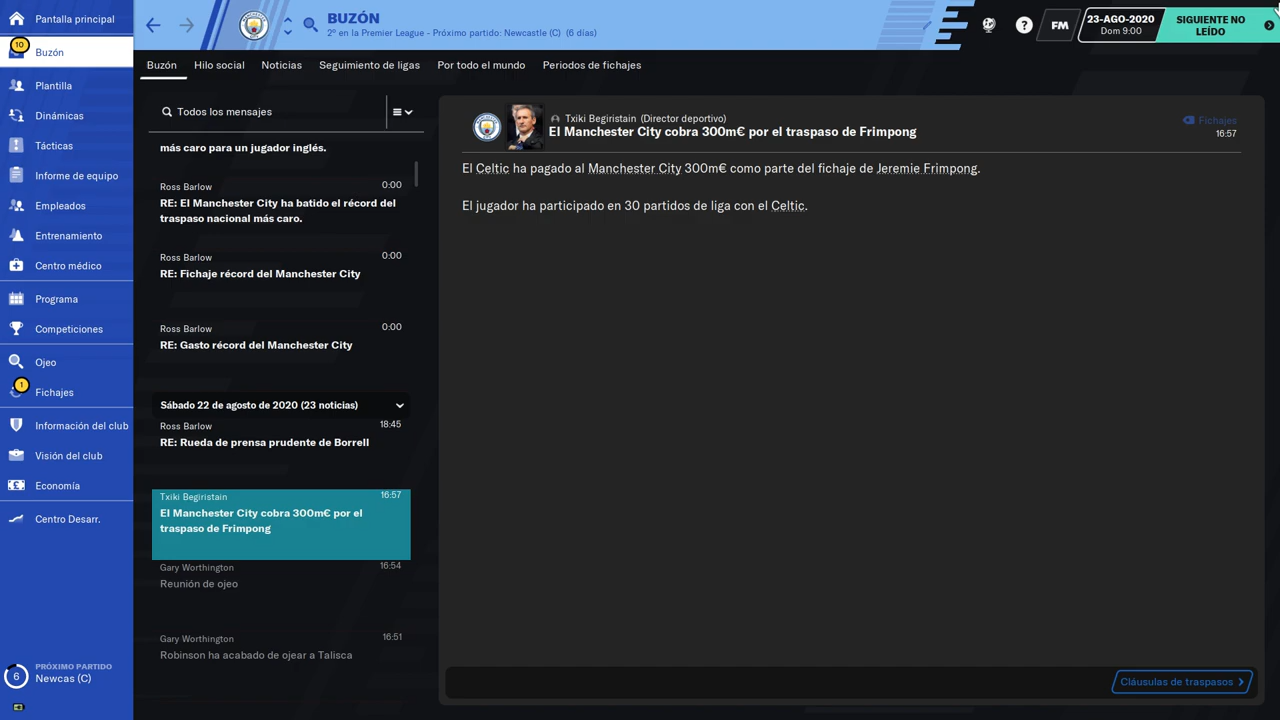 Pantalla principal
10
Buzón
Plantilla
Dinámicas
Tácticas
Informe de equipo
Empleados
Entrenamiento
Centro médico
Programa
Competiciones
Ojeo
1
Fichajes
Información del club
Visión del club
Economía
Centro Desarr.
6
PRÓXIMO PARTIDO
Newcas (C)
BUZÓN
2º en la Premier League - Próximo partido: Newcastle (C) (6 días)
?
FM
23-AGO-2020
Dom 9:00
SIGUIENTE NO
LEÍDO
Buzón Hilo social Noticias Seguimiento de ligas Por todo el mundo Periodos de fichajes
Todos los mensajes
más caro para un jugador inglés.
Ross Barlow 0:00
RE: El Manchester City ha batido el récord del
traspaso nacional más caro.
Ross Barlow 0:00
RE: Fichaje récord del Manchester City
Ross Barlow 0:00
RE: Gasto récord del Manchester City
Sábado 22 de agosto de 2020 (23 noticias)
Ross Barlow 18:45
RE: Rueda de prensa prudente de Borrell
Txiki Begiristain 16:57
El Manchester City cobra 300m€ por el
traspaso de Frimpong
Gary Worthington 16:54
Reunión de ojeo
Gary Worthington 16:51
Robinson ha acabado de ojear a Talisca
Txiki Begiristain (Director deportivo)
El Manchester City cobra 300m€ por el traspaso de Frimpong
Fichajes
16:57
El Celtic ha pagado al Manchester City 300m€ como parte del fichaje de Jeremie Frimpong.
El jugador ha participado en 30 partidos de liga con el Celtic.
Cláusulas de traspasos